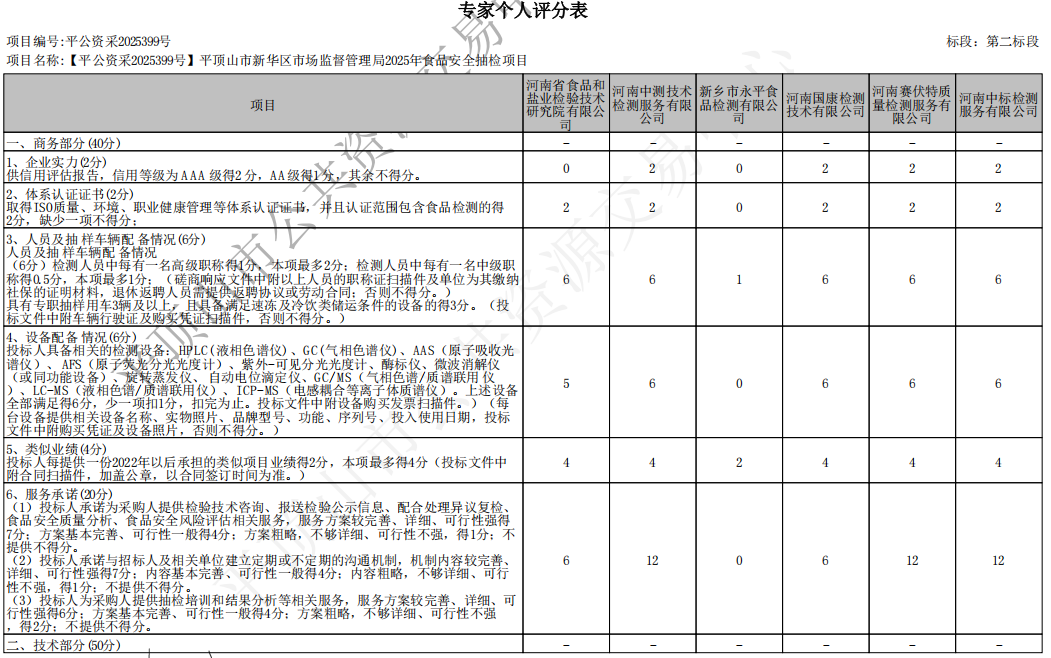 专家个人评分表
项目编号:平公资采2025399号
标段: 第二标段
项目名称:【平公资采2025399号】平顶山市新华区市场监督管理局2025年食品安全抽检项目
项目
河南省食品和
盐业检验技术
研究院有限公
司
河南中测技术
检测服务有限
公司
新乡市永平食
品检测有限公
司
河南国康检测
技术有限公司
河南赛伏特质
量检测服务有
限公司
河南中标检测
服务有限公司
一、商务部分(40分)
– – – – – –
1、企业实力(2分)
供信用评估报告，信用等级为AAA 级得2 分，AA级得1分，其余不得分。
0 2 0 2 2 2
2、体系认证证书(2分)
取得ISO质量、环境、职业健康管理等体系认证证书，并且认证范围包含食品检测的得
2分，缺少一项不得分；
2 2 0 2 2 2
3、人员及抽 样车辆配 备情况(6分)
人员及抽 样车辆配 备情况
（6分）检测人员中每有一名高级职称得1分，本项最多2分；检测人员中每有一名中级职
称得0.5分，本项最多1分；（磋商响应文件中附以上人员的职称证扫描件及单位为其缴纳
社保的证明材料，退休返聘人员需提供返聘协议或劳动合同；否则不得分。）
具有专职抽样用车3辆及以上，且具备满足速冻及冷饮类储运条件的设备的得3分。（投
标文件中附车辆行驶证及购买凭证扫描件，否则不得分。）
6 6 1 6 6 6
4、设备配备 情况(6分)
投标人具备相关的检测设备：HPLC(液相色谱仪)、GC(气相色谱仪)、AAS（原子吸收光
谱仪）、AFS（原子荧光分光光度计）、紫外-可见分光光度计、酶标仪、微波消解仪
（或同功能设备）、旋转蒸发仪、 自动电位滴定仪、GC/MS（气相色谱/质谱联用仪
）、LC-MS（液相色谱/质谱联用仪）、ICP-MS（电感耦合等离子体质谱仪）。上述设备
全部满足得6分，少一项扣1分，扣完为止。投标文件中附设备购买发票扫描件。）（每
台设备提供相关设备名称、实物照片、品牌型号、功能、序列号、投入使用日期，投标
文件中附购买凭证及设备照片，否则不得分。）
5 6 0 6 6 6
5、类似业绩(4分)
投标人每提供一份2022年以后承担的类似项目业绩得2分，本项最多得4分（投标文件中
附合同扫描件，加盖公章，以合同签订时间为准。）
4 4 2 4 4 4
6、服务承诺(20分)
（1）投标人承诺为采购人提供检验技术咨询、报送检验公示信息、配合处理异议复检、
食品安全质量分析、食品安全风险评估相关服务，服务方案较完善、详细、可行性强得
7分；方案基本完善、可行性一般得4分；方案粗略，不够详细、可行性不强，得1分；不
提供不得分。
（2）投标人承诺与招标人及相关单位建立定期或不定期的沟通机制，机制内容较完善、
详细、可行性强得7分；内容基本完善、可行性一般得4分；内容粗略，不够详细、可行
性不强，得1分；不提供不得分。
（3）投标人为采购人提供抽检培训和结果分析等相关服务，服务方案较完善、详细、可
行性强得6分；方案基本完善、可行性一般得4分；方案粗略，不够详细、可行性不强
，得2分；不提供不得分。
6 12 0 6 12 12
二、技术部分(50分)
– – – – – –